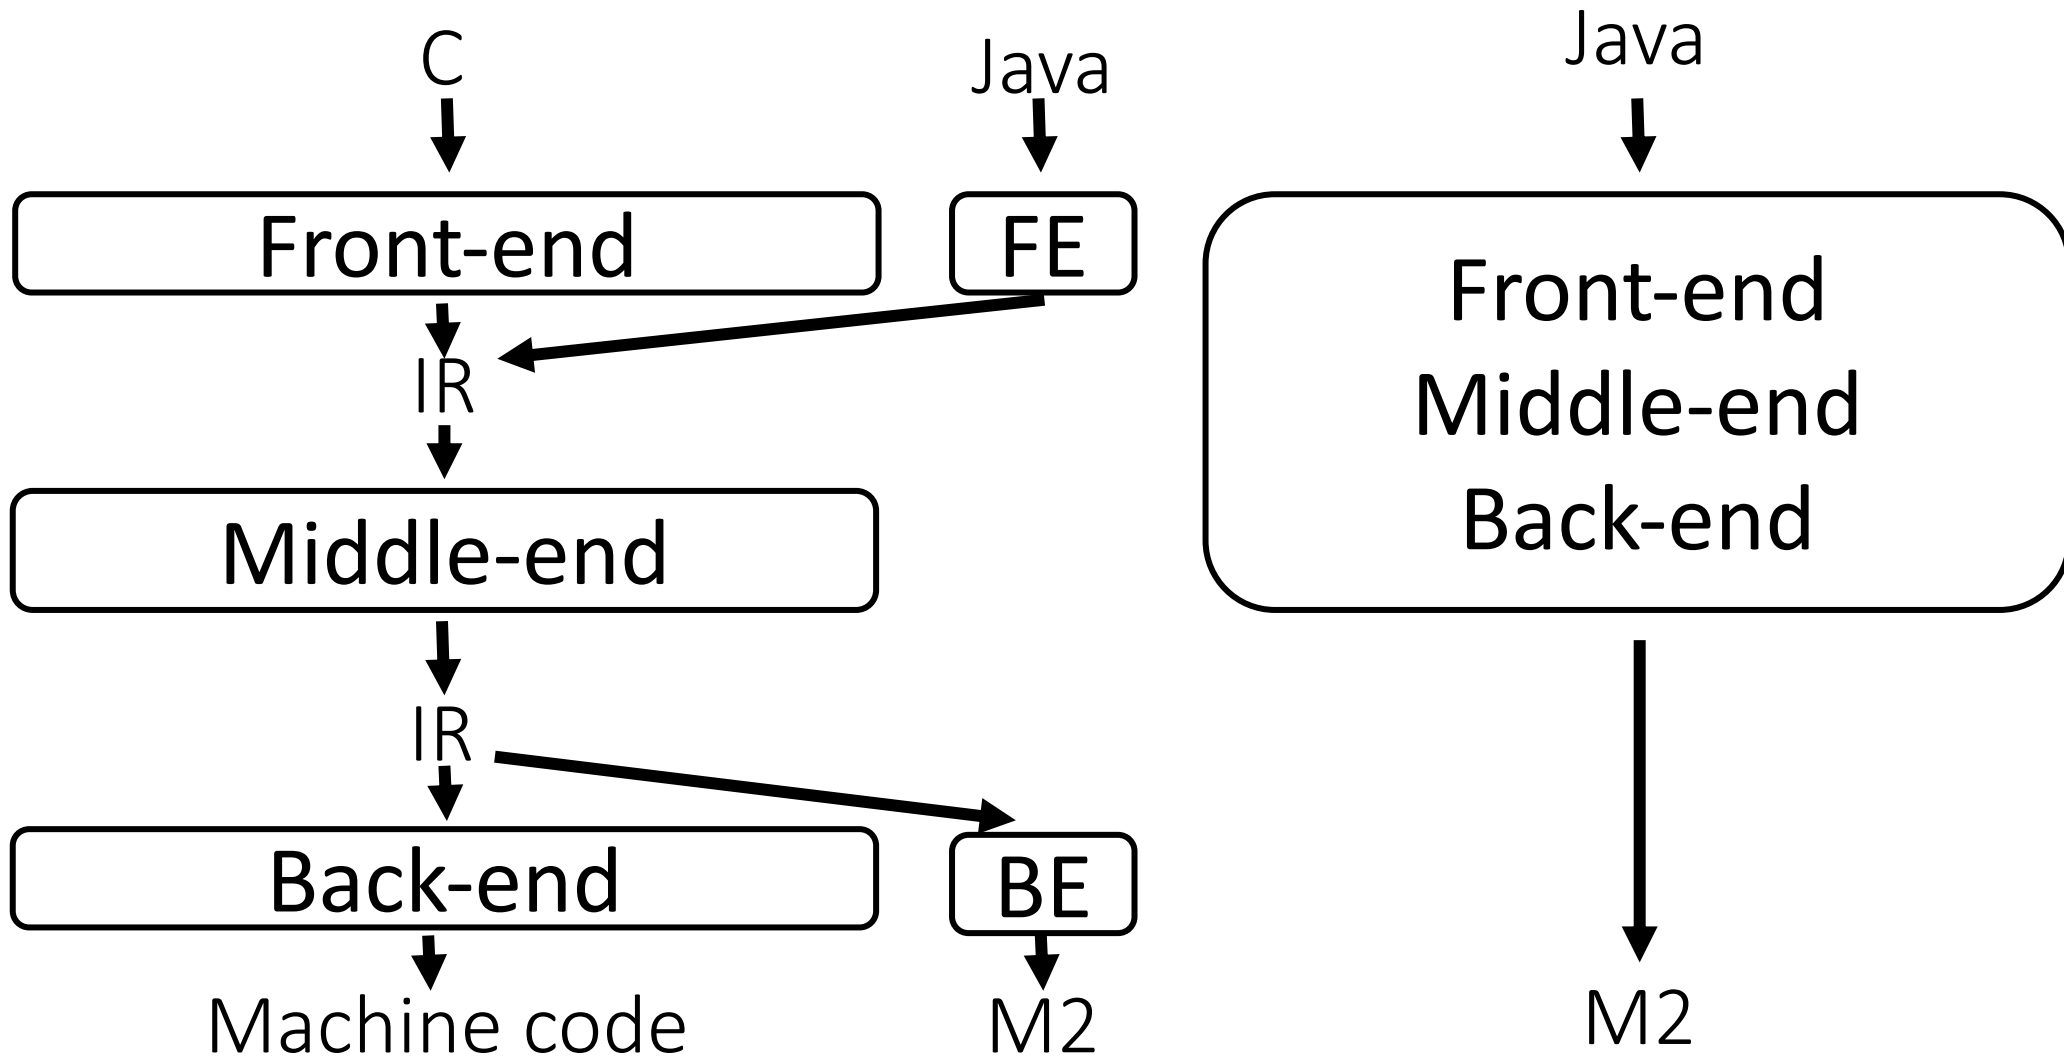 C
Java
Java
Front-end
FE
Front-end
Middle-end
Back-end
IR
Middle-end
IR
Back-end
BE
Machine code
M2
M2